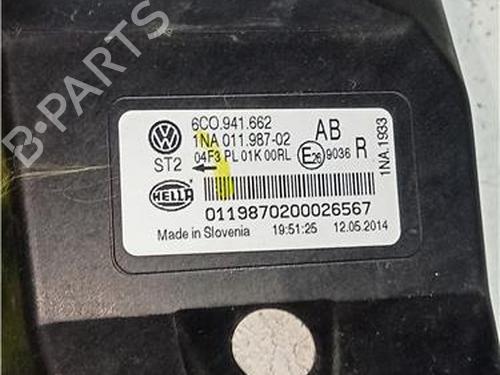 6C0.941.662
1NA 011.987-02
ST2
04F3 PL 01K 00RL
AB
E26 9036 R
1NA.1933
HELLA
0119870200026567
Made in Slovenia 19:51:25 12.05.2014
B-PARTS